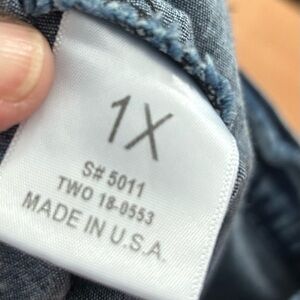 1X
S# 5011
TWO 18-0553
MADE IN U.S.A.